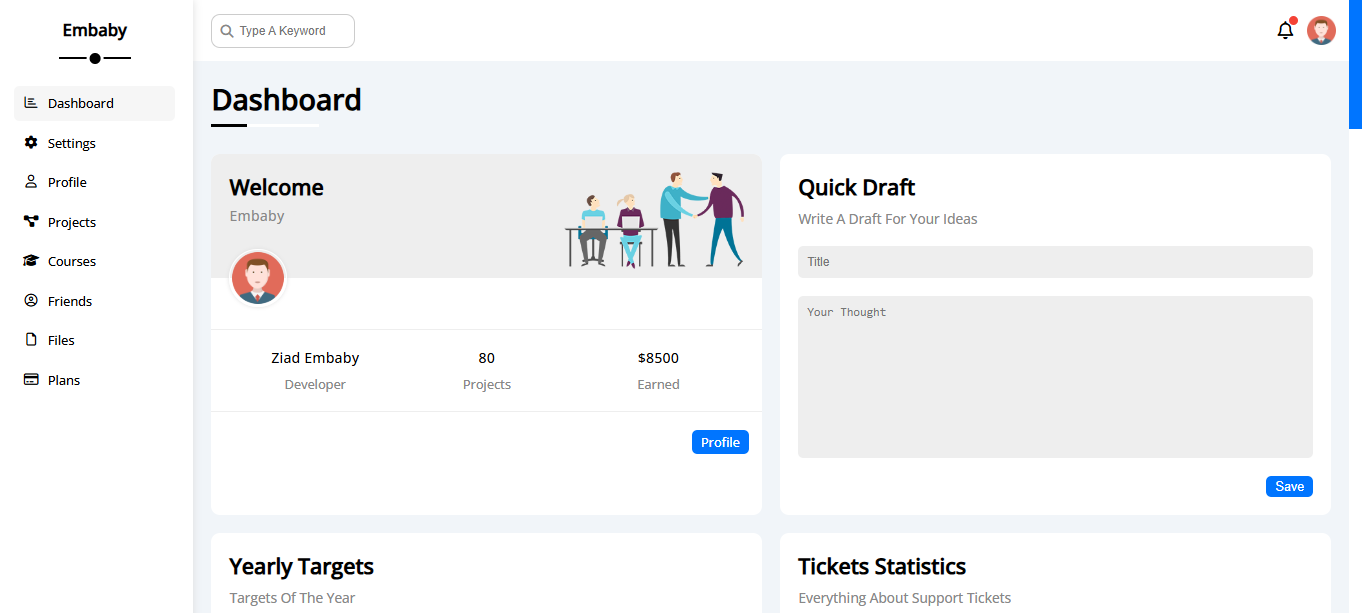 Embaby
Type A Keyword
Dashboard
Settings
Profile
Projects
Courses
Friends
Files
Plans
Dashboard
Welcome
Embaby
Ziad Embaby
Developer
80
Projects
$8500
Earned
Profile
Quick Draft
Write A Draft For Your Ideas
Title
Your Thought
Save
Yearly Targets
Targets Of The Year
Tickets Statistics
Everything About Support Tickets